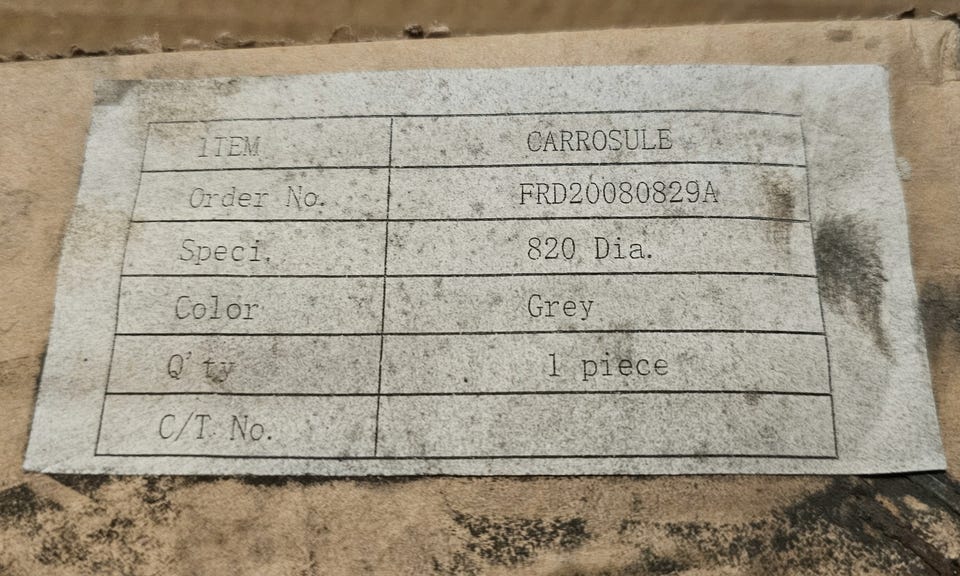 ITEM CARROSULE
Order No. FRD20080829A
Speci. 820 Dia.
Color Grey
Q'ty 1 piece
C/T No.